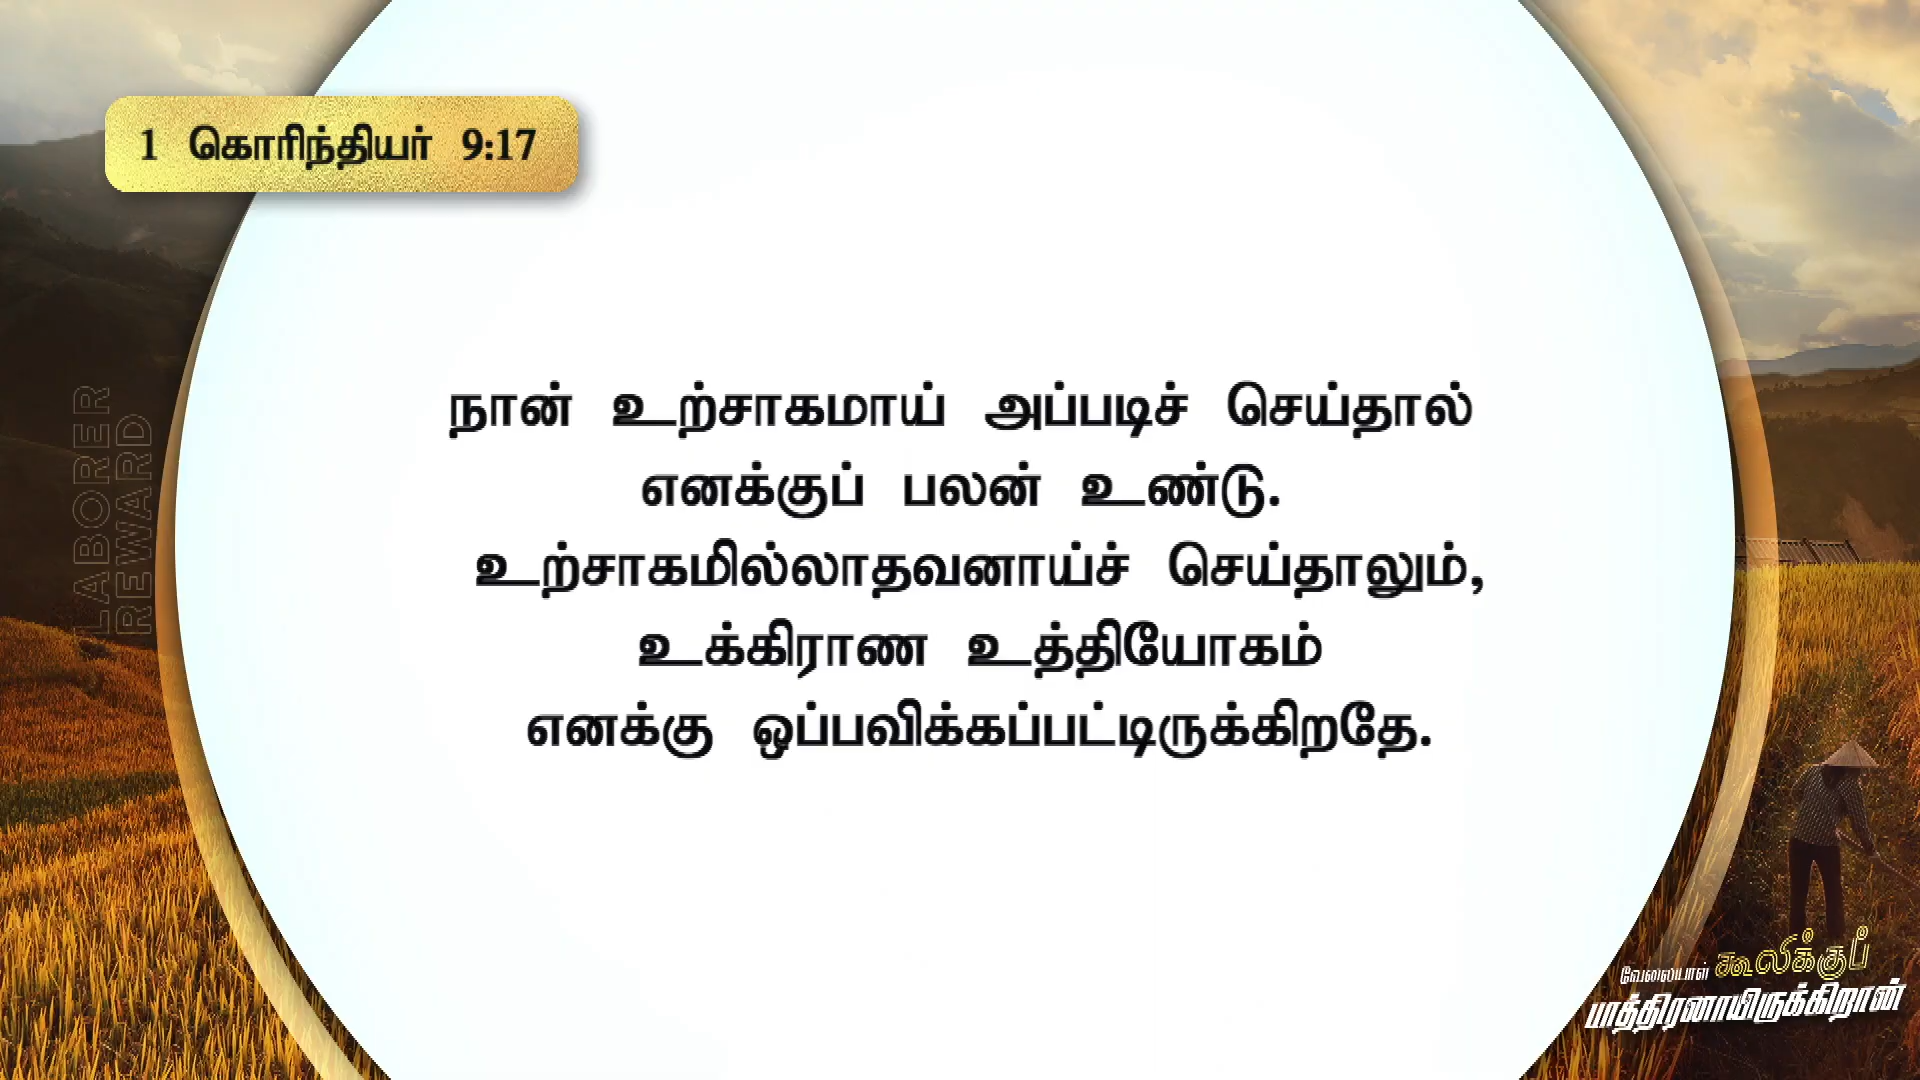 1 கொரிந்தியர் 9:17
நான் உற்சாகமாய் அப்படிச் செய்தால்
எனக்குப் பலன் உண்டு.
உற்சாகமில்லாதவனாய்ச் செய்தாலும்,
உக்கிராண உத்தியோகம்
எனக்கு ஒப்பவிக்கப்பட்டிருக்கிறதே.
LABORER
REWARD
வேலையாள் கூலிக்குப்
பாத்திரனாயிருக்கிறான்